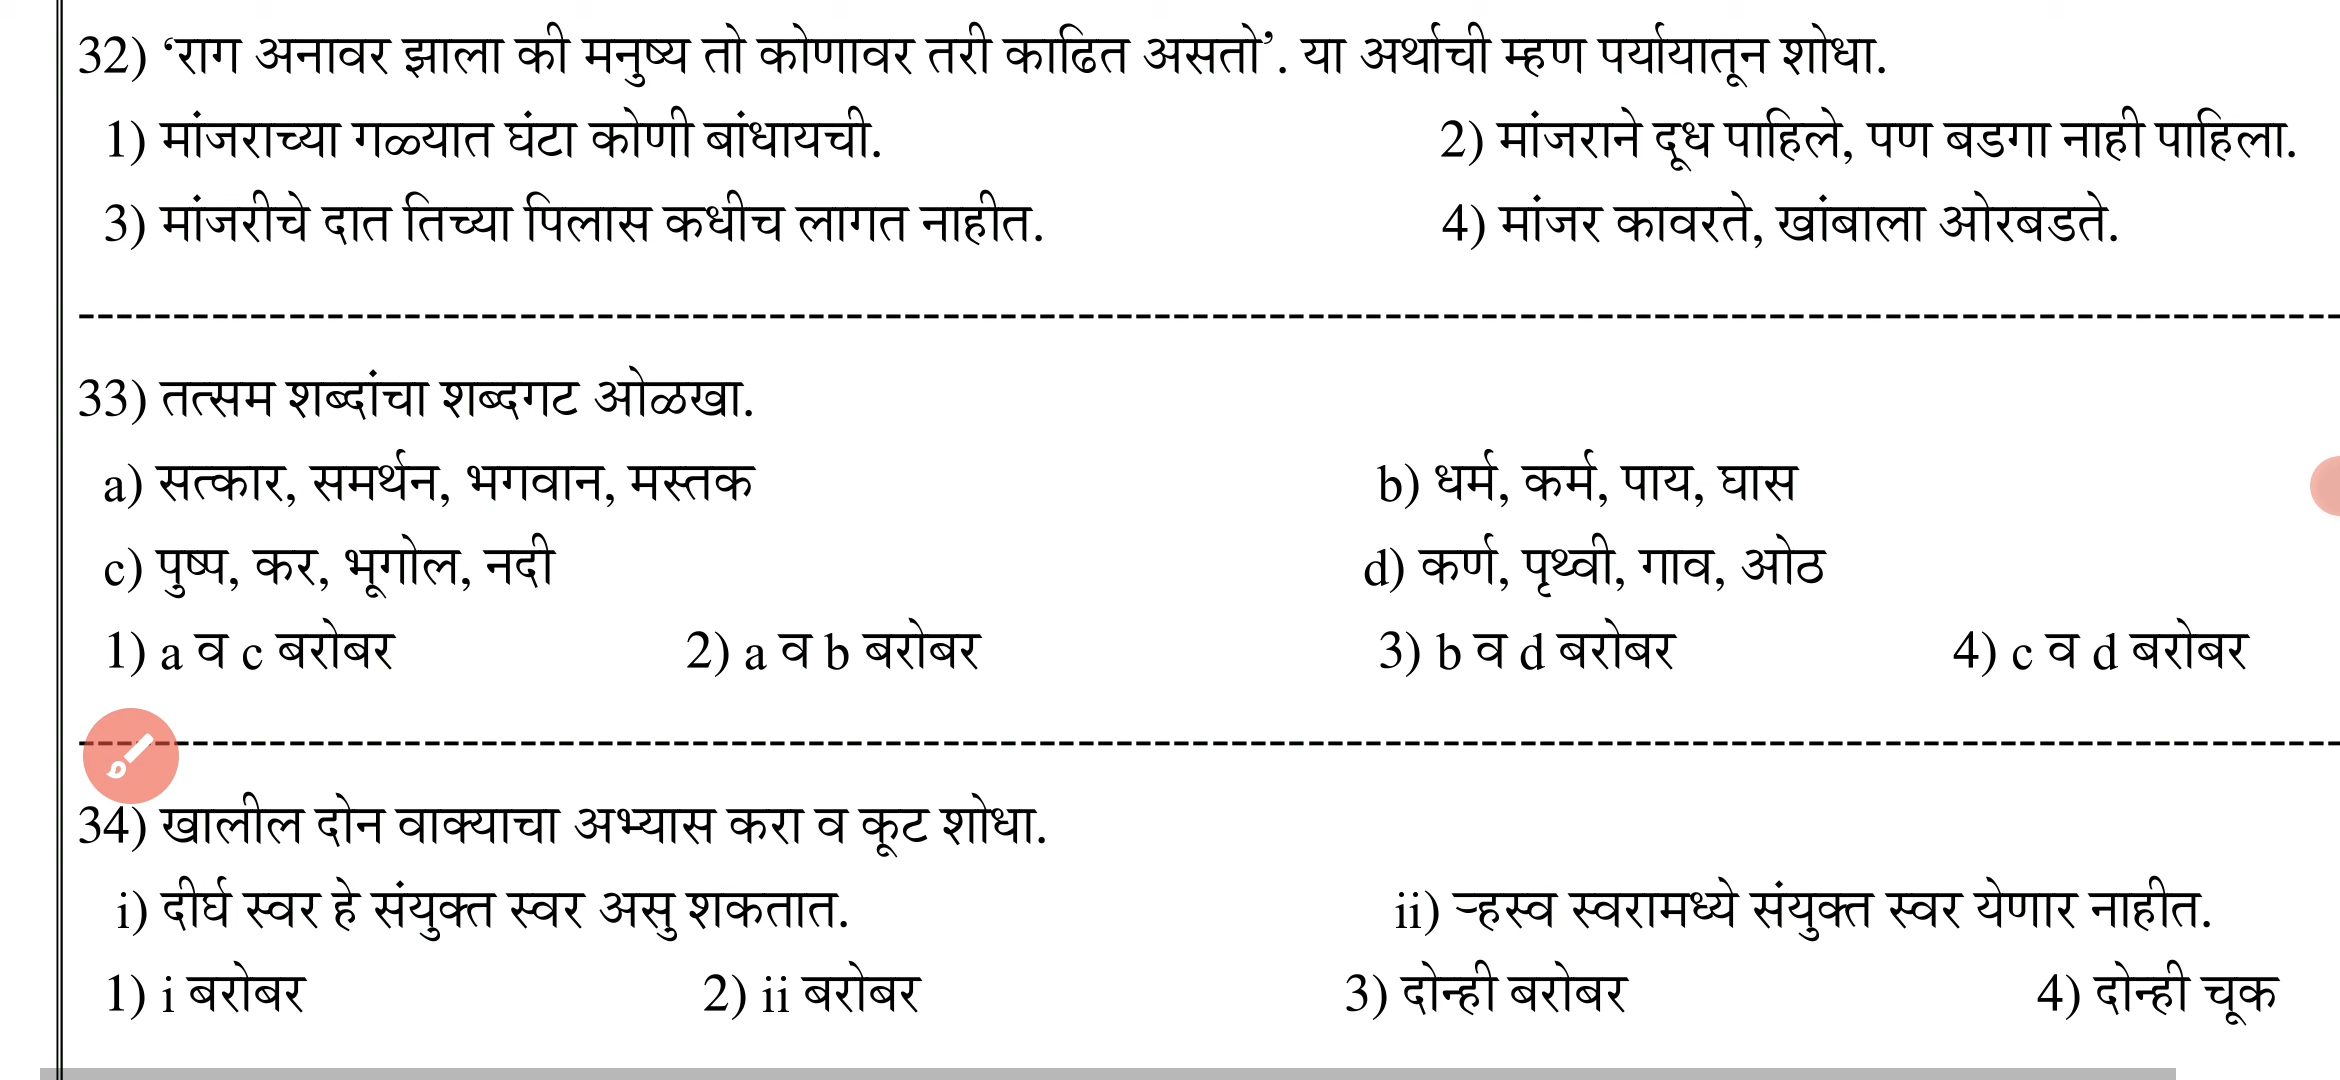 32) ‘राग अनावर झाला की मनुष्य तो कोणावर तरी काढित असतो’. या अर्थाची म्हण पर्यायातून शोधा.
1) मांजराच्या गळ्यात घंटा कोणी बांधायची. 2) मांजराने दूध पाहिले, पण बडगा नाही पाहिला.
3) मांजरीचे दात तिच्या पिलास कधीच लागत नाहीत. 4) मांजर कावरते, खांबाला ओरबडते.
33) तत्सम शब्दांचा शब्दगट ओळखा.
a) सत्कार, समर्थन, भगवान, मस्तक b) धर्म, कर्म, पाय, घास
c) पुष्प, कर, भूगोल, नदी d) कर्ण, पृथ्वी, गाव, ओठ
1) a व c बरोबर 2) a व b बरोबर 3) b व d बरोबर 4) c व d बरोबर
34) खालील दोन वाक्याचा अभ्यास करा व कूट शोधा.
i) दीर्घ स्वर हे संयुक्त स्वर असु शकतात. ii) ऱ्हस्व स्वरामध्ये संयुक्त स्वर येणार नाहीत.
1) i बरोबर 2) ii बरोबर 3) दोन्ही बरोबर 4) दोन्ही चूक